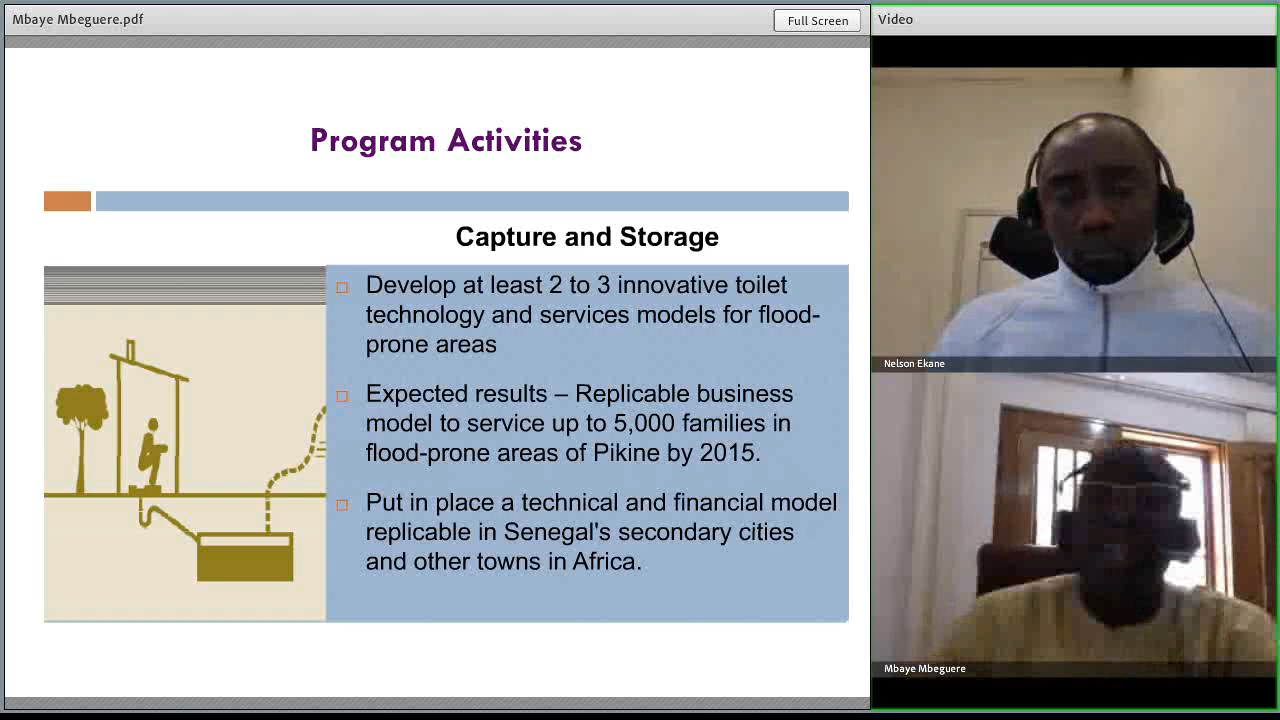 Mbaye Mbeguere.pdf
Full Screen
Video
Program Activities
Capture and Storage
Develop at least 2 to 3 innovative toilet
technology and services models for flood-
prone areas
Expected results – Replicable business
model to service up to 5,000 families in
flood-prone areas of Pikine by 2015.
Put in place a technical and financial model
replicable in Senegal's secondary cities
and other towns in Africa.
Nelson Ekane
Mbaye Mbeguere